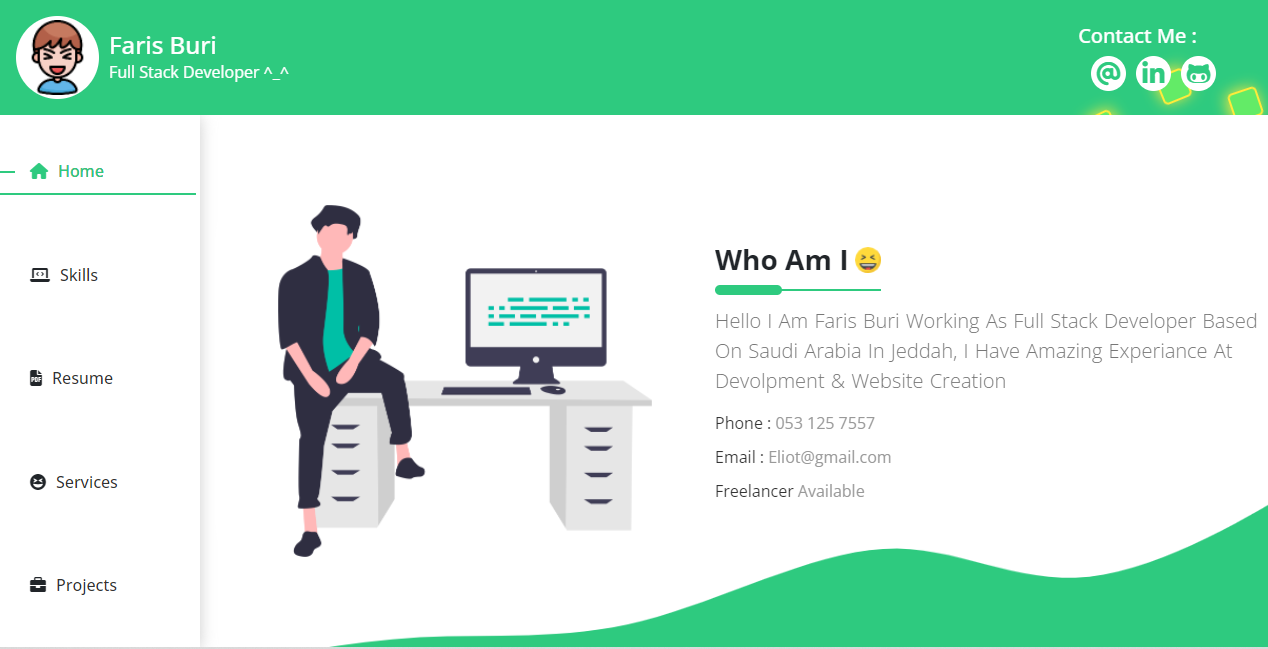 Faris Buri
Full Stack Developer ^_^
Contact Me :
Home
Skills
Resume
Services
Projects
Who Am I 😆
Hello I Am Faris Buri Working As Full Stack Developer Based
On Saudi Arabia In Jeddah, I Have Amazing Experiance At
Devolpment & Website Creation
Phone : 053 125 7557
Email : Eliot@gmail.com
Freelancer Available